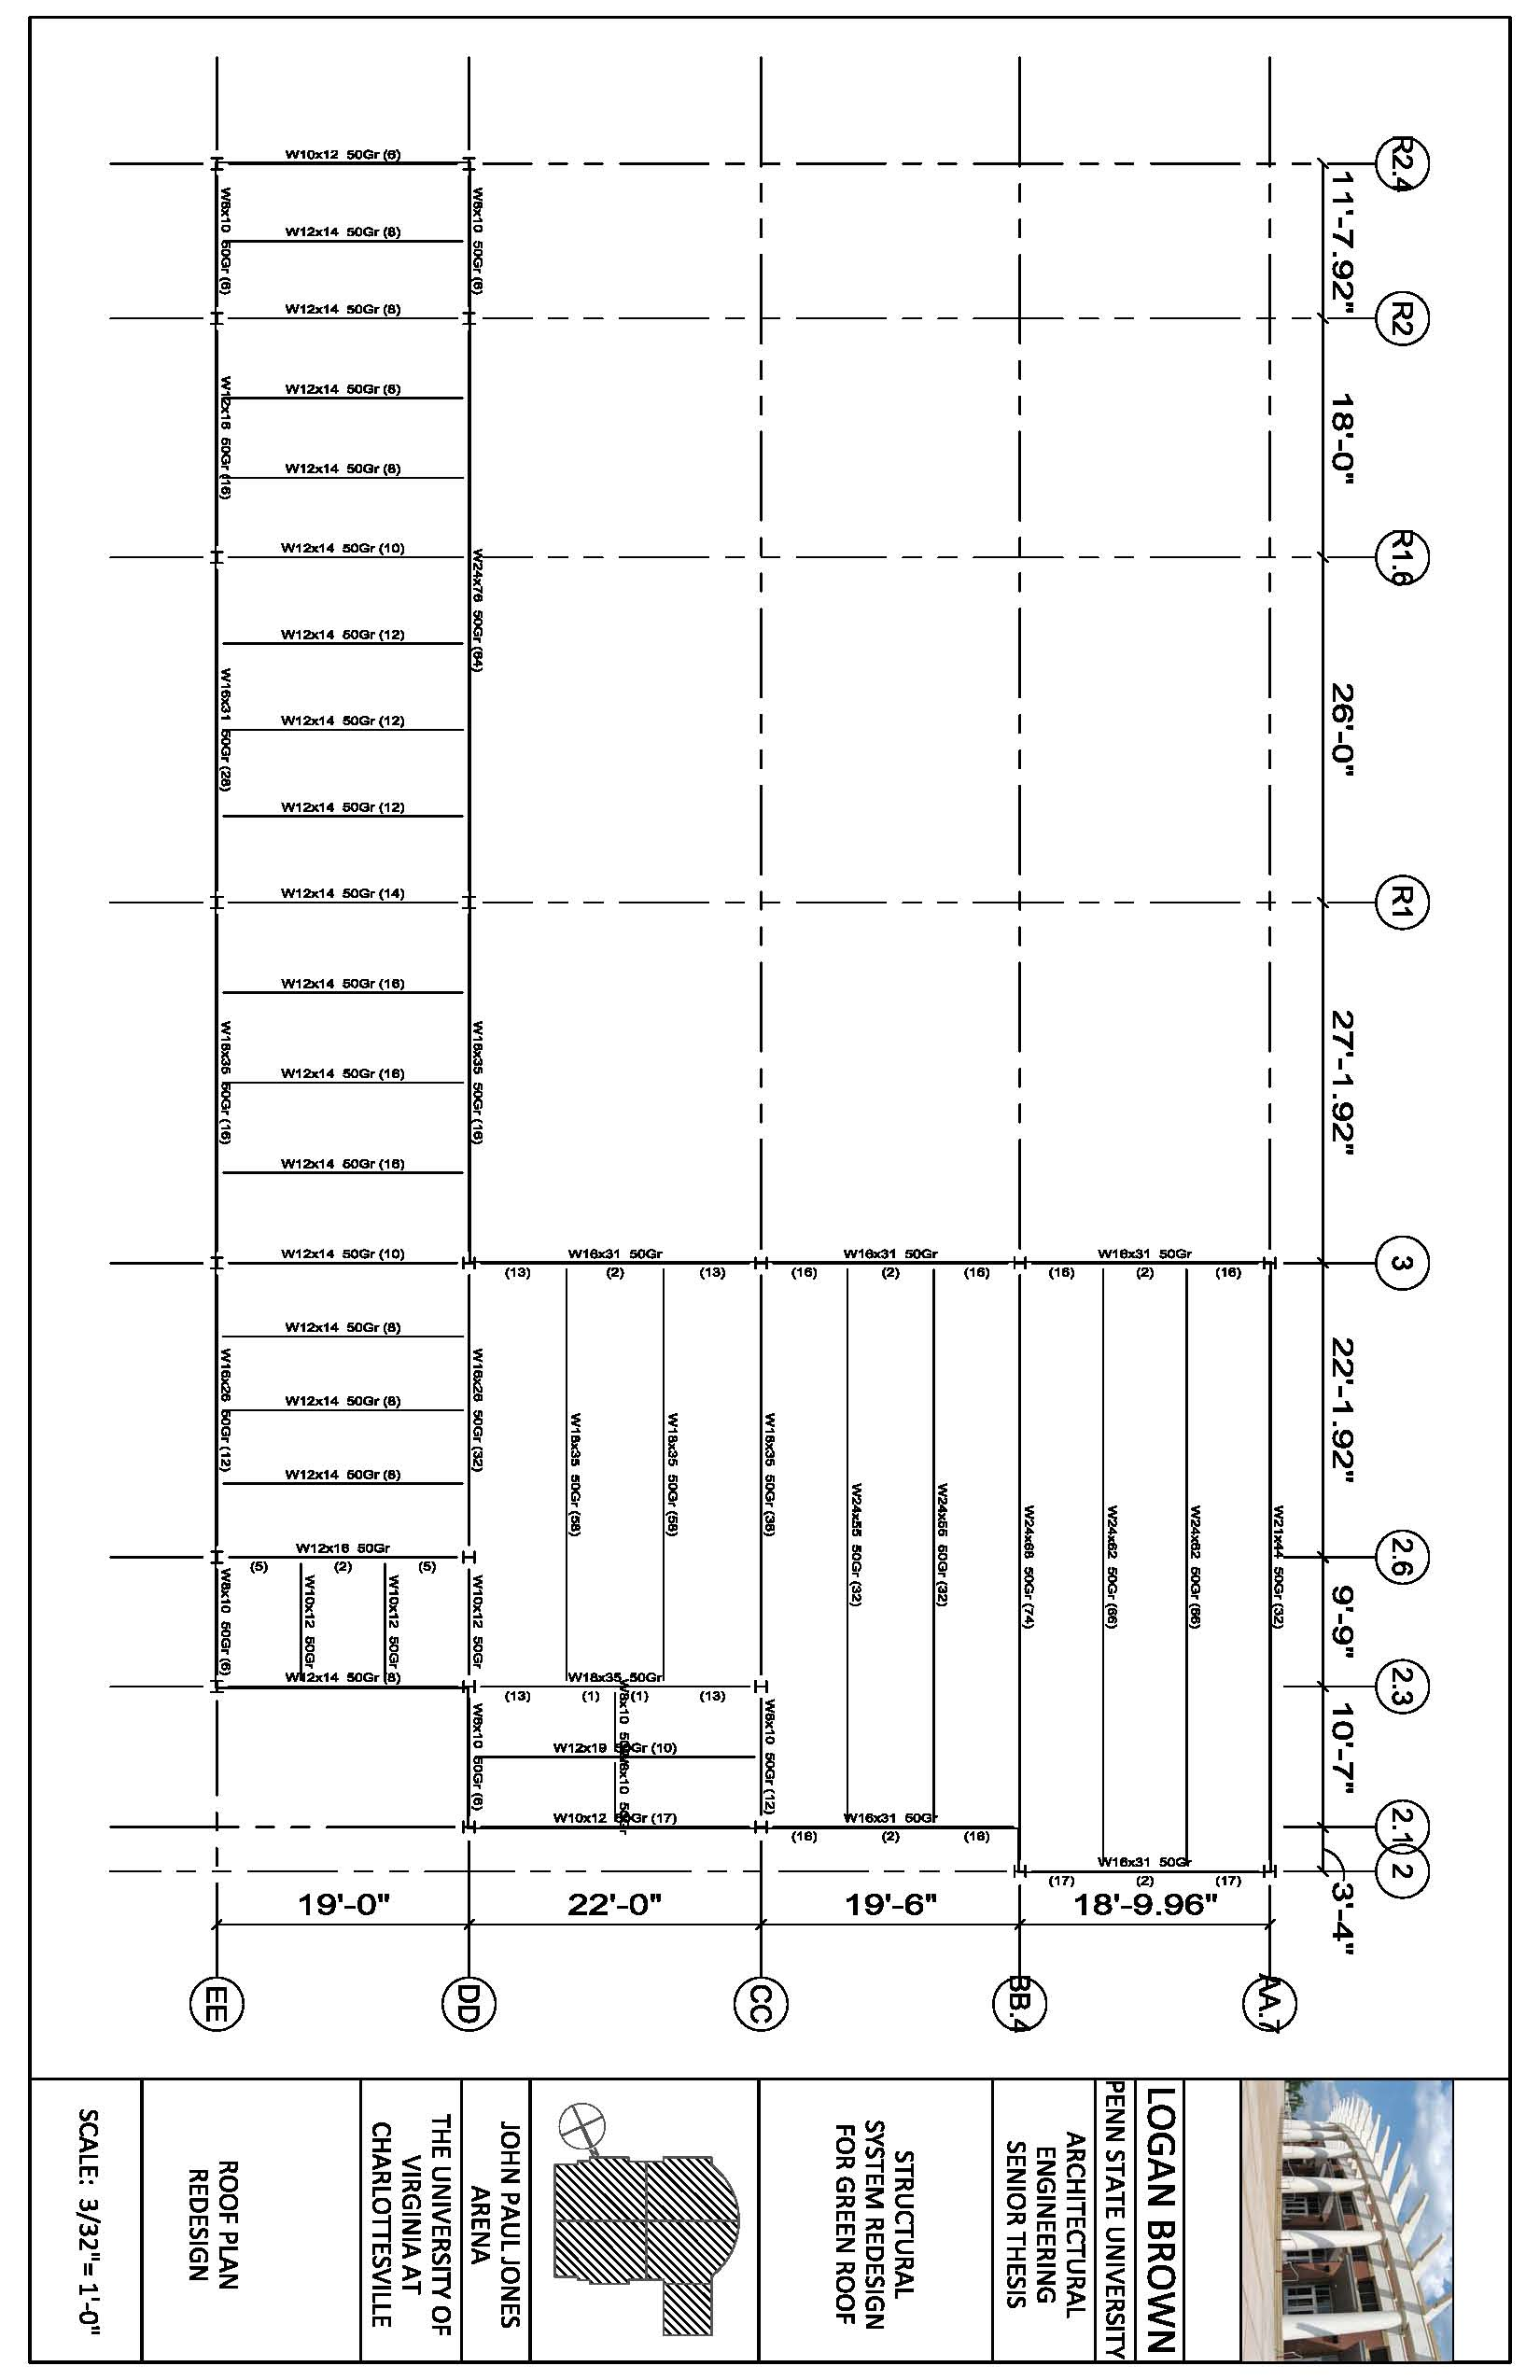 R2.4
R2
R1.6
R1
3
2.6
2.3
2.1
2
11'-7.92"
18'-0"
26'-0"
27'-1.92"
22'-1.92"
9'-9"
10'-7"
3'-4"
W10x12 50Gr (6)
W8x10 50Gr (6)
W8x10 50Gr (6)
W12x14 50Gr (8)
W12x14 50Gr (8)
W12x14 50Gr (8)
W12x16 50Gr (16)
W12x14 50Gr (8)
W12x14 50Gr (10)
W24x76 50Gr (64)
W12x14 50Gr (12)
W16x31 50Gr (28)
W12x14 50Gr (12)
W12x14 50Gr (12)
W12x14 50Gr (14)
W12x14 50Gr (16)
W18x35 50Gr (16)
W18x35 50Gr (16)
W12x14 50Gr (16)
W12x14 50Gr (16)
W12x14 50Gr (10)
W16x31 50Gr
(13) (2) (13)
W16x31 50Gr
(16) (2) (16)
W16x31 50Gr
(16) (2) (16)
W12x14 50Gr (8)
W16x26 50Gr (12)
W16x26 50Gr (32)
W12x14 50Gr (8)
W12x14 50Gr (8)
W18x35 50Gr (58)
W18x35 50Gr (58)
W18x35 50Gr (38)
W24x55 50Gr (32)
W24x55 50Gr (32)
W24x68 50Gr (74)
W24x62 50Gr (66)
W24x62 50Gr (66)
W21x44 50Gr (32)
W12x16 50Gr
(5) (2) (5)
W8x10 50Gr (6)
W10x12 50Gr
W10x12 50Gr
W10x12 50Gr
W12x14 50Gr (8)
W18x35 50Gr
(13) (1) (1) (13)
W8x10 50Gr (6)
W8x10 50Gr
W8x10 50Gr (12)
W12x19 50Gr (10)
W8x10 50Gr
W10x12 50Gr (17)
W16x31 50Gr
(16) (2) (16)
W16x31 50Gr
(17) (2) (17)
19'-0"
22'-0"
19'-6"
18'-9.96"
EE
DD
CC
BB.4
AA.7
LOGAN BROWN
PENN STATE UNIVERSITY
ARCHITECTURAL
ENGINEERING
SENIOR THESIS
STRUCTURAL
SYSTEM REDESIGN
FOR GREEN ROOF
JOHN PAUL JONES
ARENA
THE UNIVERSITY OF
VIRGINIA AT
CHARLOTTESVILLE
ROOF PLAN
REDESIGN
SCALE: 3/32"= 1'-0"